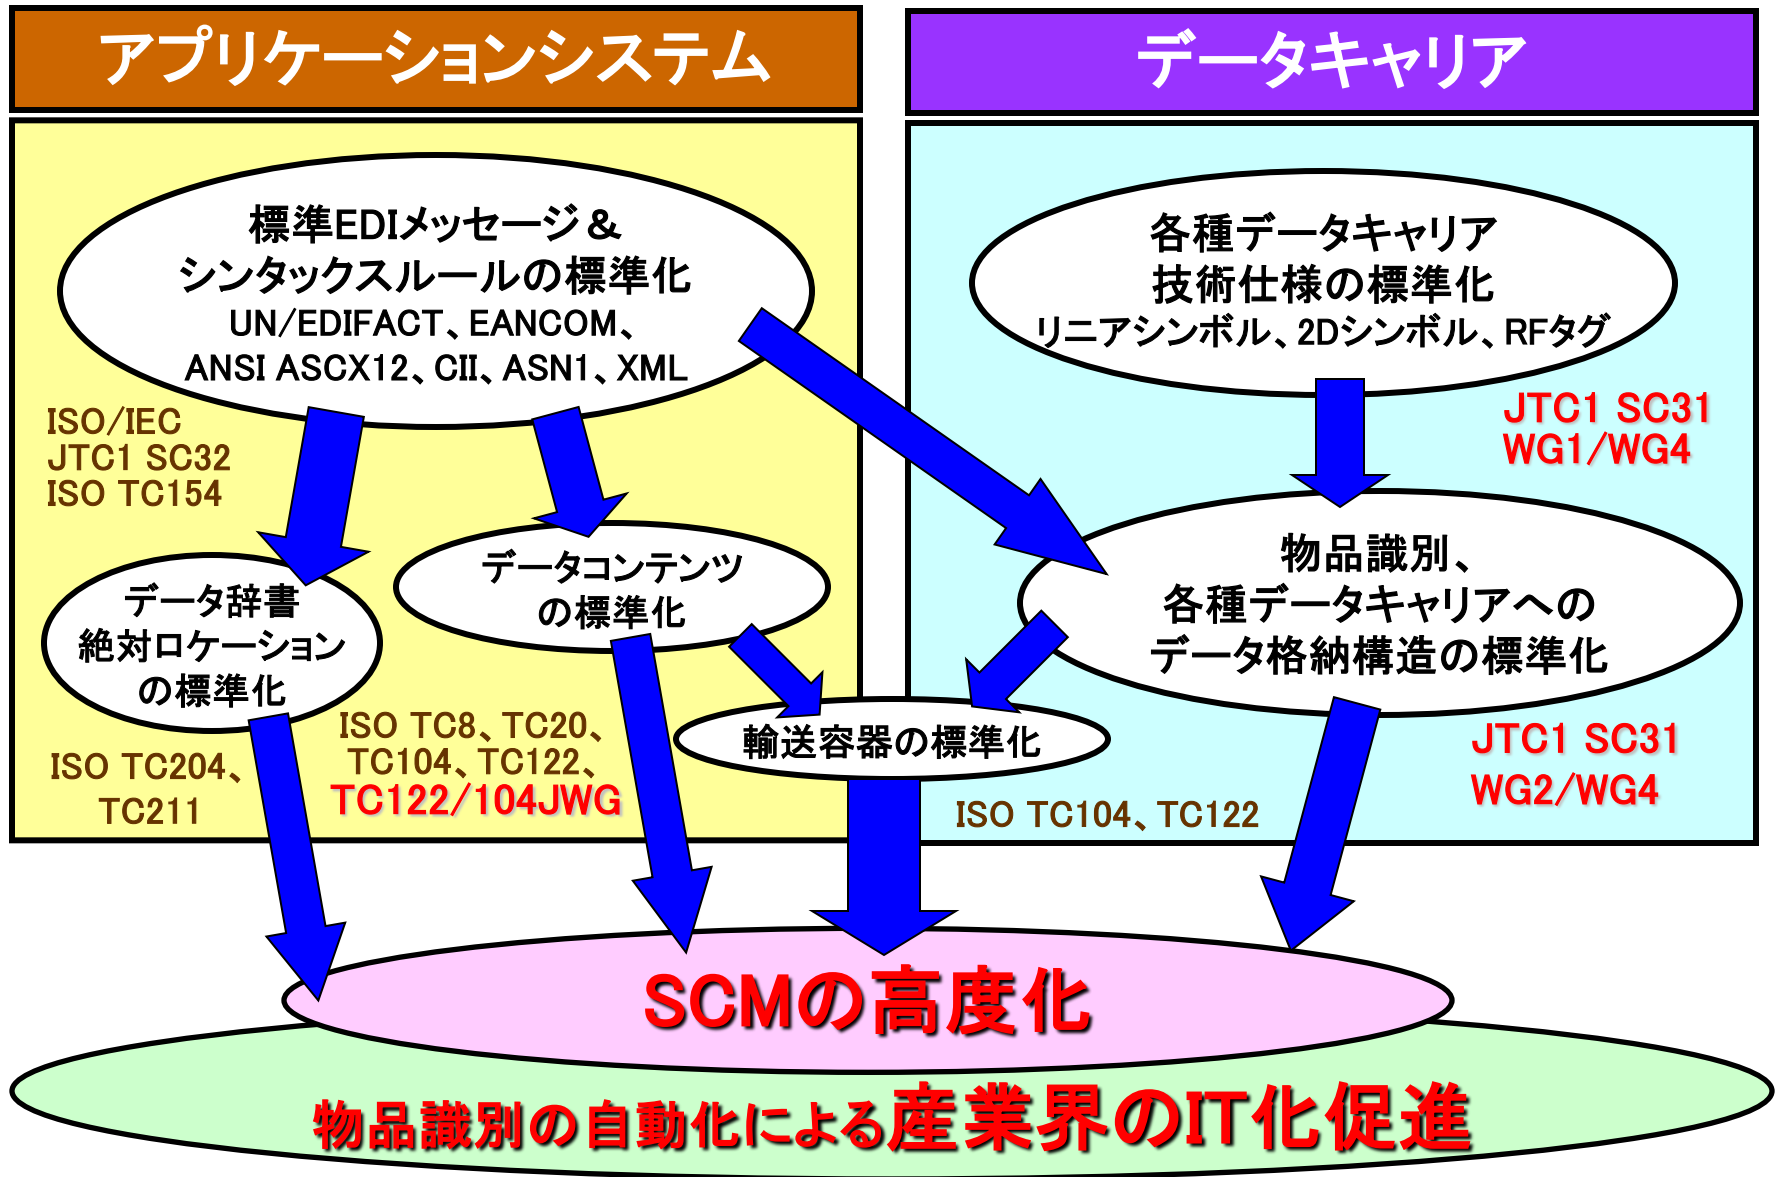 アプリケーションシステム
標準EDIメッセージ＆
シンタックスルールの標準化
UN/EDIFACT、EANCOM、
ANSI ASCX12、CII、ASN1、XML
ISO/IEC
JTC1 SC32
ISO TC154
データ辞書
絶対ロケーション
の標準化
データコンテンツ
の標準化
ISO TC204、
TC211
ISO TC8、TC20、
TC104、TC122、
TC122/104JWG
データキャリア
各種データキャリア
技術仕様の標準化
リニアシンボル、2Dシンボル、RFタグ
JTC1 SC31
WG1/WG4
物品識別、
各種データキャリアへの
データ格納構造の標準化
JTC1 SC31
WG2/WG4
輸送容器の標準化
ISO TC104、TC122
SCMの高度化
物品識別の自動化による産業界のIT化促進